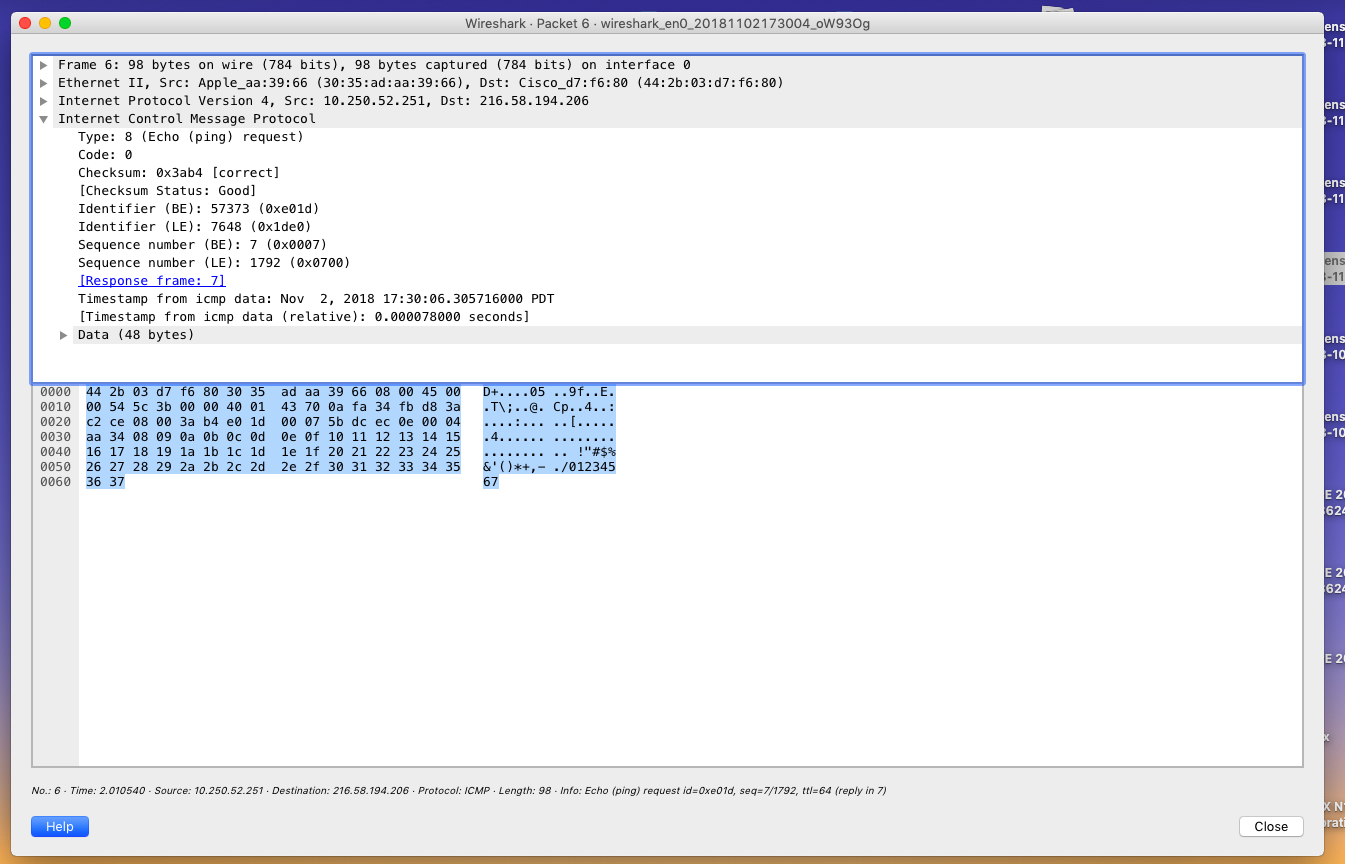 Wireshark · Packet 6 · wireshark_en0_20181102173004_oW93Og
Frame 6: 98 bytes on wire (784 bits), 98 bytes captured (784 bits) on interface 0
Ethernet II, Src: Apple_aa:39:66 (30:35:ad:aa:39:66), Dst: Cisco_d7:f6:80 (44:2b:03:d7:f6:80)
Internet Protocol Version 4, Src: 10.250.52.251, Dst: 216.58.194.206
Internet Control Message Protocol
Type: 8 (Echo (ping) request)
Code: 0
Checksum: 0x3ab4 [correct]
[Checksum Status: Good]
Identifier (BE): 57373 (0xe01d)
Identifier (LE): 7648 (0x1de0)
Sequence number (BE): 7 (0x0007)
Sequence number (LE): 1792 (0x0700)
[Response frame: 7]
Timestamp from icmp data: Nov  2, 2018 17:30:06.305716000 PDT
[Timestamp from icmp data (relative): 0.000078000 seconds]
Data (48 bytes)
0000 44 2b 03 d7 f6 80 30 35 ad aa 39 66 08 00 45 00 D+....05 ..9f..E.
0010 00 54 5c 3b 00 00 40 01 43 70 0a fa 34 fb d8 3a .T\;..@. Cp..4..:
0020 c2 ce 08 00 3a b4 e0 1d 00 07 5b dc ec 0e 00 04 ....:... ..[.....
0030 aa 34 08 09 0a 0b 0c 0d 0e 0f 10 11 12 13 14 15 .4...... ........
0040 16 17 18 19 1a 1b 1c 1d 1e 1f 20 21 22 23 24 25 ........ .. !"#$%
0050 26 27 28 29 2a 2b 2c 2d 2e 2f 30 31 32 33 34 35 &'()*+,- ./012345
0060 36 37 67
No.: 6 · Time: 2.010540 · Source: 10.250.52.251 · Destination: 216.58.194.206 · Protocol: ICMP · Length: 98 · Info: Echo (ping) request id=0xe01d, seq=7/1792, ttl=64 (reply in 7)
Help
Close